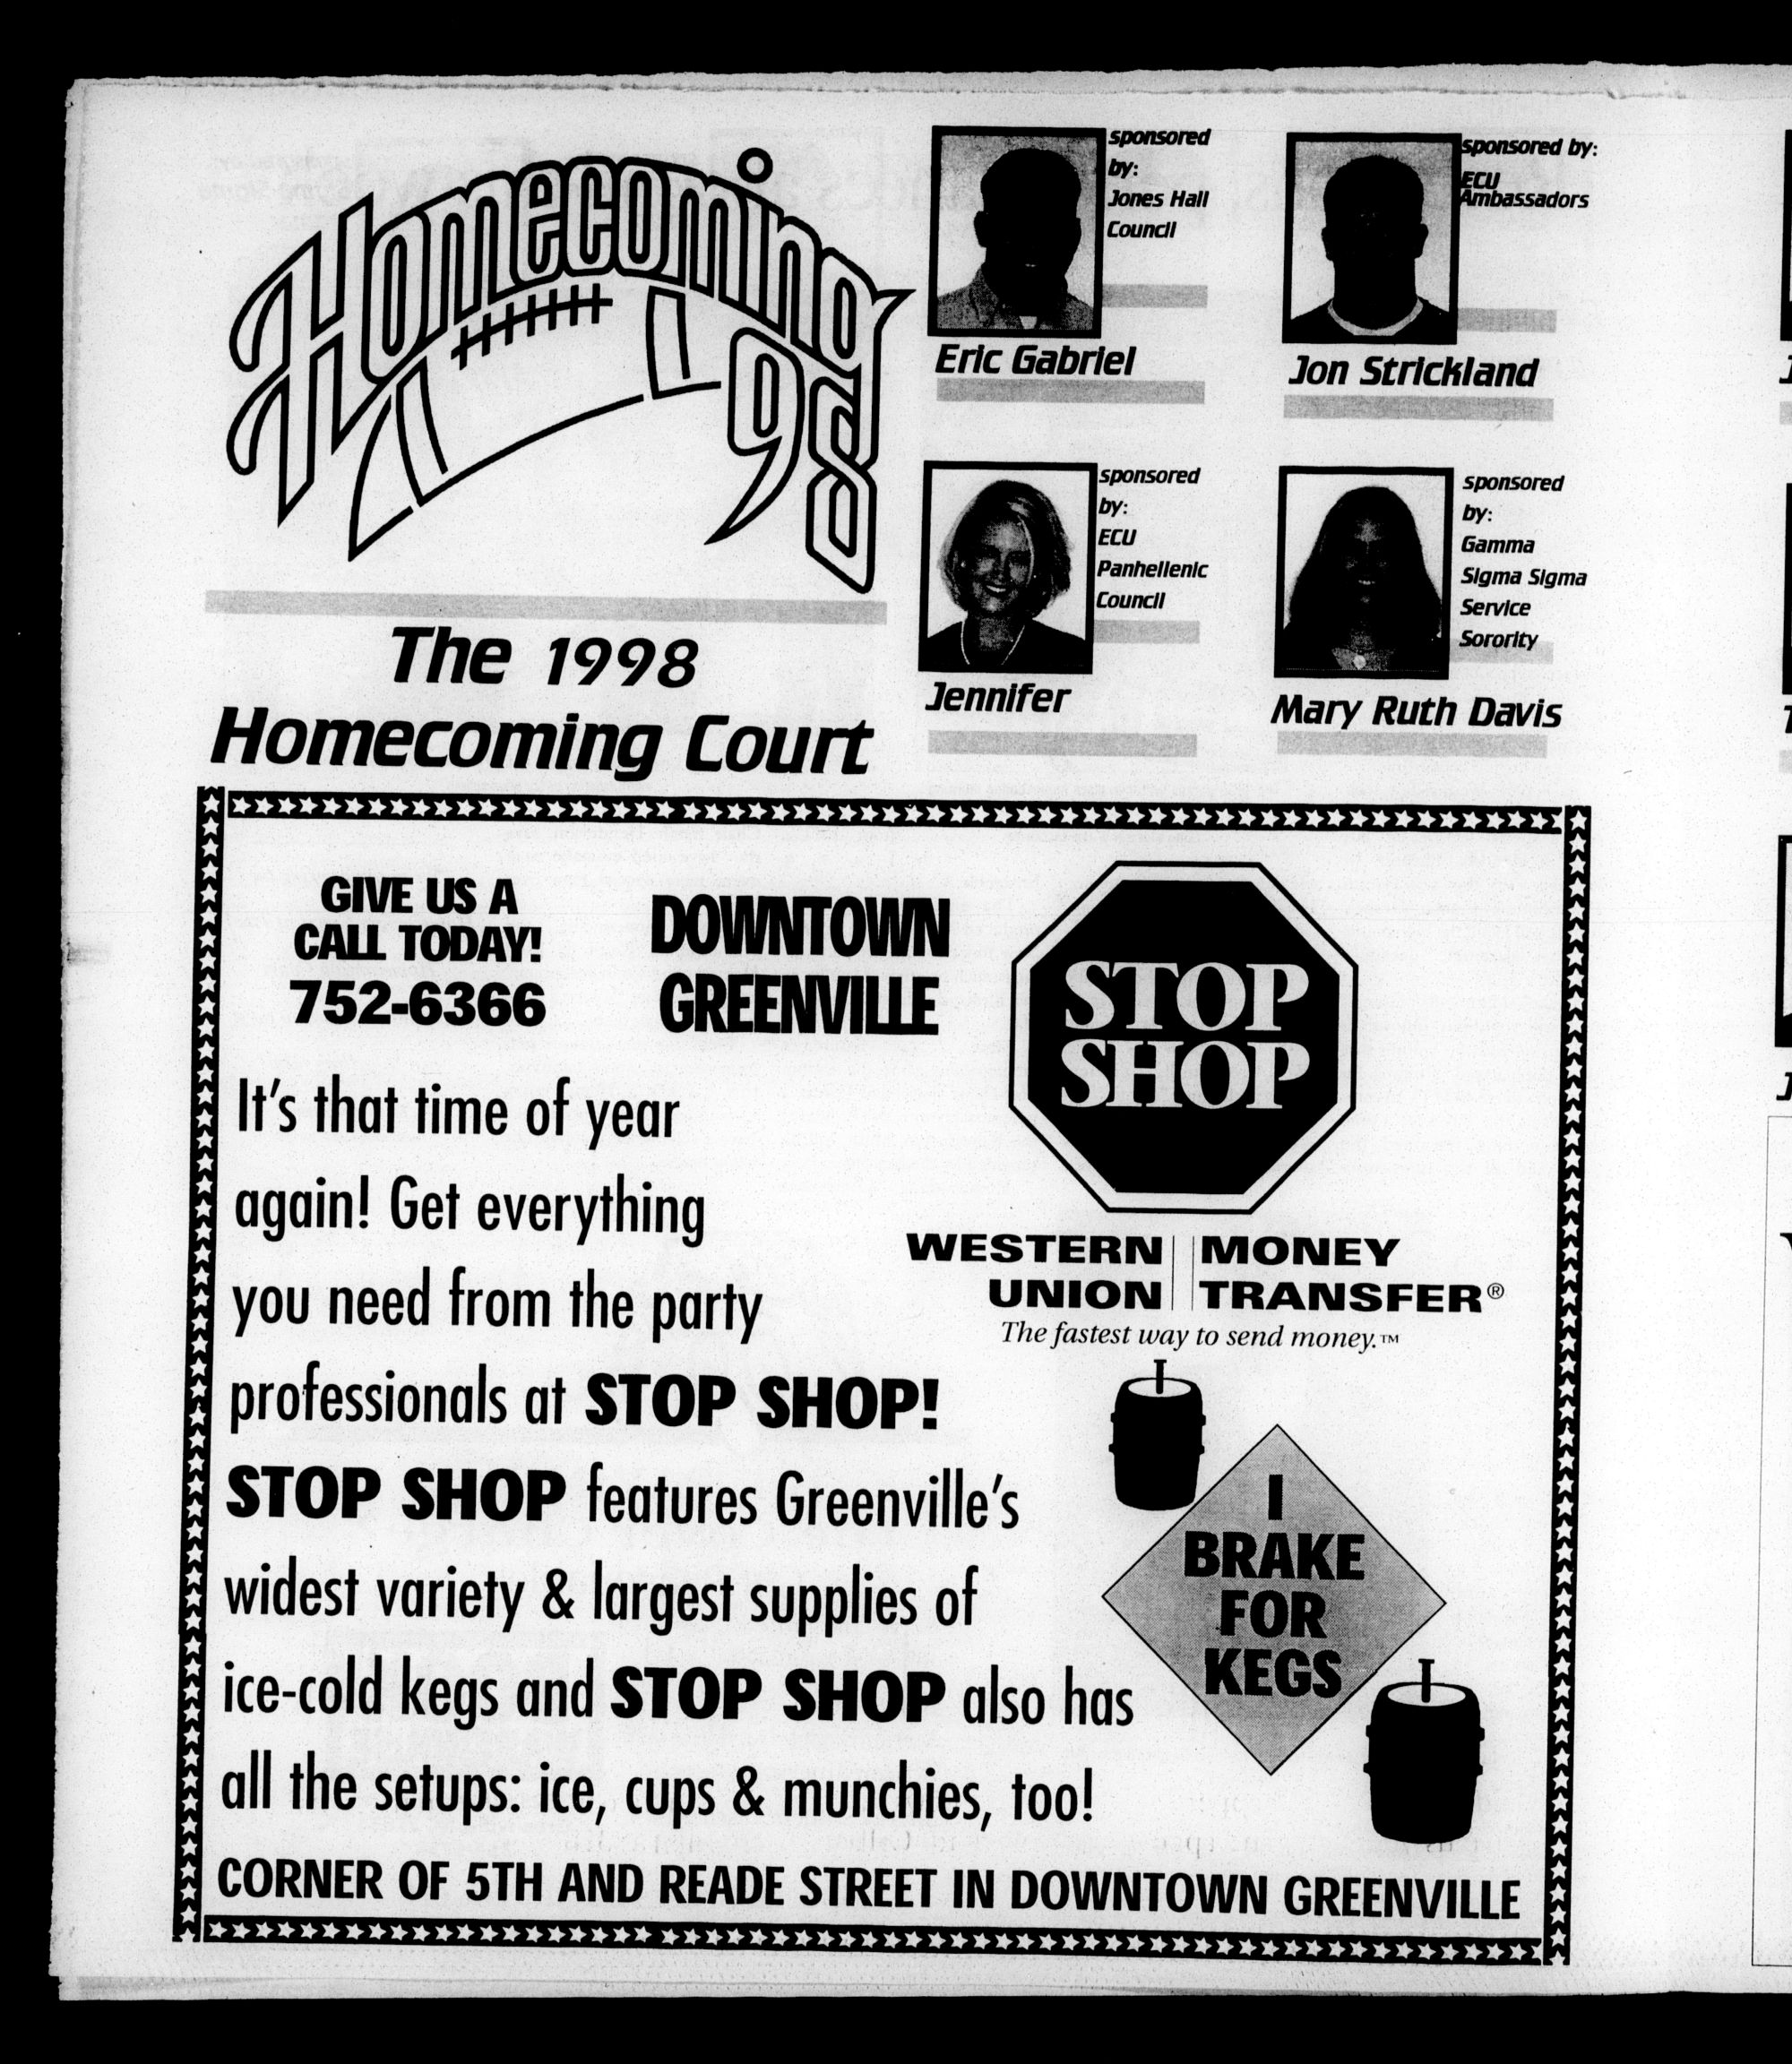 Homecoming
'98
The 1998
Homecoming Court
sponsored
by:
Jones Hall
Council
Eric Gabriel
sponsored by:
ECU
Ambassadors
Jon Strickland
sponsored
by:
ECU
Panhellenic
Council
Jennifer
sponsored
by:
Gamma
Sigma Sigma
Service
Sorority
Mary Ruth Davis
GIVE US A
CALL TODAY!
752-6366
DOWNTOWN
GREENVILLE
STOP
SHOP
It's that time of year
again! Get everything
you need from the party
professionals at STOP SHOP!
STOP SHOP features Greenville's
widest variety & largest supplies of
ice-cold kegs and STOP SHOP also has
all the setups: ice, cups & munchies, too!
WESTERN UNION MONEY TRANSFER®
The fastest way to send money.™
I
BRAKE
FOR
KEGS
CORNER OF 5TH AND READE STREET IN DOWNTOWN GREENVILLE